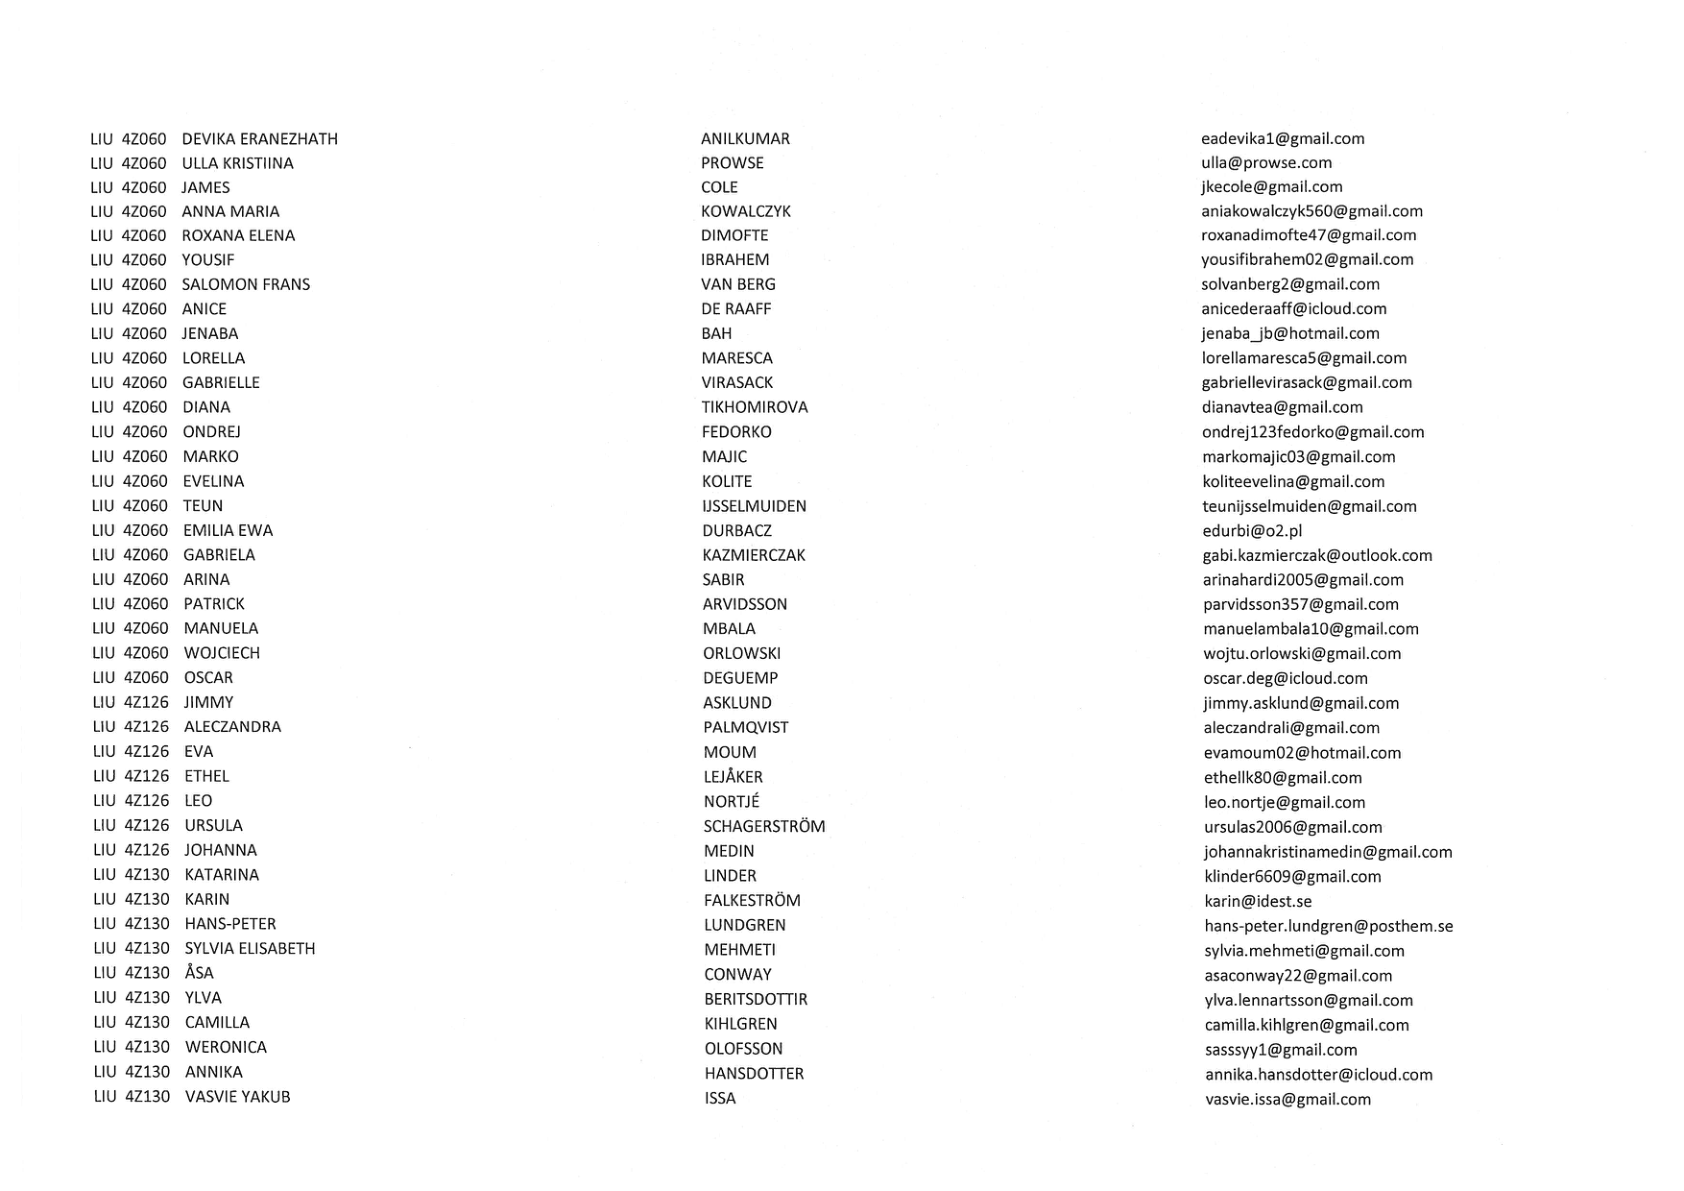 LIU 4Z060 DEVIKA ERANEZHATH ANILKUMAR eadevika1@gmail.com
LIU 4Z060 ULLA KRISTIINA PROWSE ulla@prowse.com
LIU 4Z060 JAMES COLE jkecole@gmail.com
LIU 4Z060 ANNA MARIA KOWALCZYK aniakowalczyk560@gmail.com
LIU 4Z060 ROXANA ELENA DIMOFTE roxanadimofte47@gmail.com
LIU 4Z060 YOUSIF IBRAHEM yousifibrahem02@gmail.com
LIU 4Z060 SALOMON FRANS VAN BERG solvanberg2@gmail.com
LIU 4Z060 ANICE DE RAAFF anicederaaff@icloud.com
LIU 4Z060 JENABA BAH jenaba_jb@hotmail.com
LIU 4Z060 LORELLA MARESCA lorellamaresca5@gmail.com
LIU 4Z060 GABRIELLE VIRASACK gabriellevirasack@gmail.com
LIU 4Z060 DIANA TIKHOMIROVA dianavtea@gmail.com
LIU 4Z060 ONDREJ FEDORKO ondrej123fedorko@gmail.com
LIU 4Z060 MARKO MAJIC markomajic03@gmail.com
LIU 4Z060 EVELINA KOLITE koliteevelina@gmail.com
LIU 4Z060 TEUN IJSSELMUIDEN teunijsselmuiden@gmail.com
LIU 4Z060 EMILIA EWA DURBACZ edurbi@o2.pl
LIU 4Z060 GABRIELA KAZMIERCZAK gabi.kazmierczak@outlook.com
LIU 4Z060 ARINA SABIR arinahardi2005@gmail.com
LIU 4Z060 PATRICK ARVIDSSON parvidsson357@gmail.com
LIU 4Z060 MANUELA MBALA manuelambala10@gmail.com
LIU 4Z060 WOJCIECH ORLOWSKI wojtu.orlowski@gmail.com
LIU 4Z060 OSCAR DEGUEMP oscar.deg@icloud.com
LIU 4Z126 JIMMY ASKLUND jimmy.asklund@gmail.com
LIU 4Z126 ALECZANDRA PALMQVIST aleczandrali@gmail.com
LIU 4Z126 EVA MOUM evamoum02@hotmail.com
LIU 4Z126 ETHEL LEJÅKER ethellk80@gmail.com
LIU 4Z126 LEO NORTJÉ leo.nortje@gmail.com
LIU 4Z126 URSULA SCHAGERSTRÖM ursulas2006@gmail.com
LIU 4Z126 JOHANNA MEDIN johannakristinamedin@gmail.com
LIU 4Z130 KATARINA LINDER klinder6609@gmail.com
LIU 4Z130 KARIN FALKESTRÖM karin@idest.se
LIU 4Z130 HANS-PETER LUNDGREN hans-peter.lundgren@posthem.se
LIU 4Z130 SYLVIA ELISABETH MEHMETI sylvia.mehmeti@gmail.com
LIU 4Z130 ÅSA CONWAY asaconway22@gmail.com
LIU 4Z130 YLVA BERITSDOTTIR ylva.lennartsson@gmail.com
LIU 4Z130 CAMILLA KIHLGREN camilla.kihlgren@gmail.com
LIU 4Z130 WERONICA OLOFSSON sasssyy1@gmail.com
LIU 4Z130 ANNIKA HANSDOTTER annika.hansdotter@icloud.com
LIU 4Z130 VASVIE YAKUB ISSA vasvie.issa@gmail.com